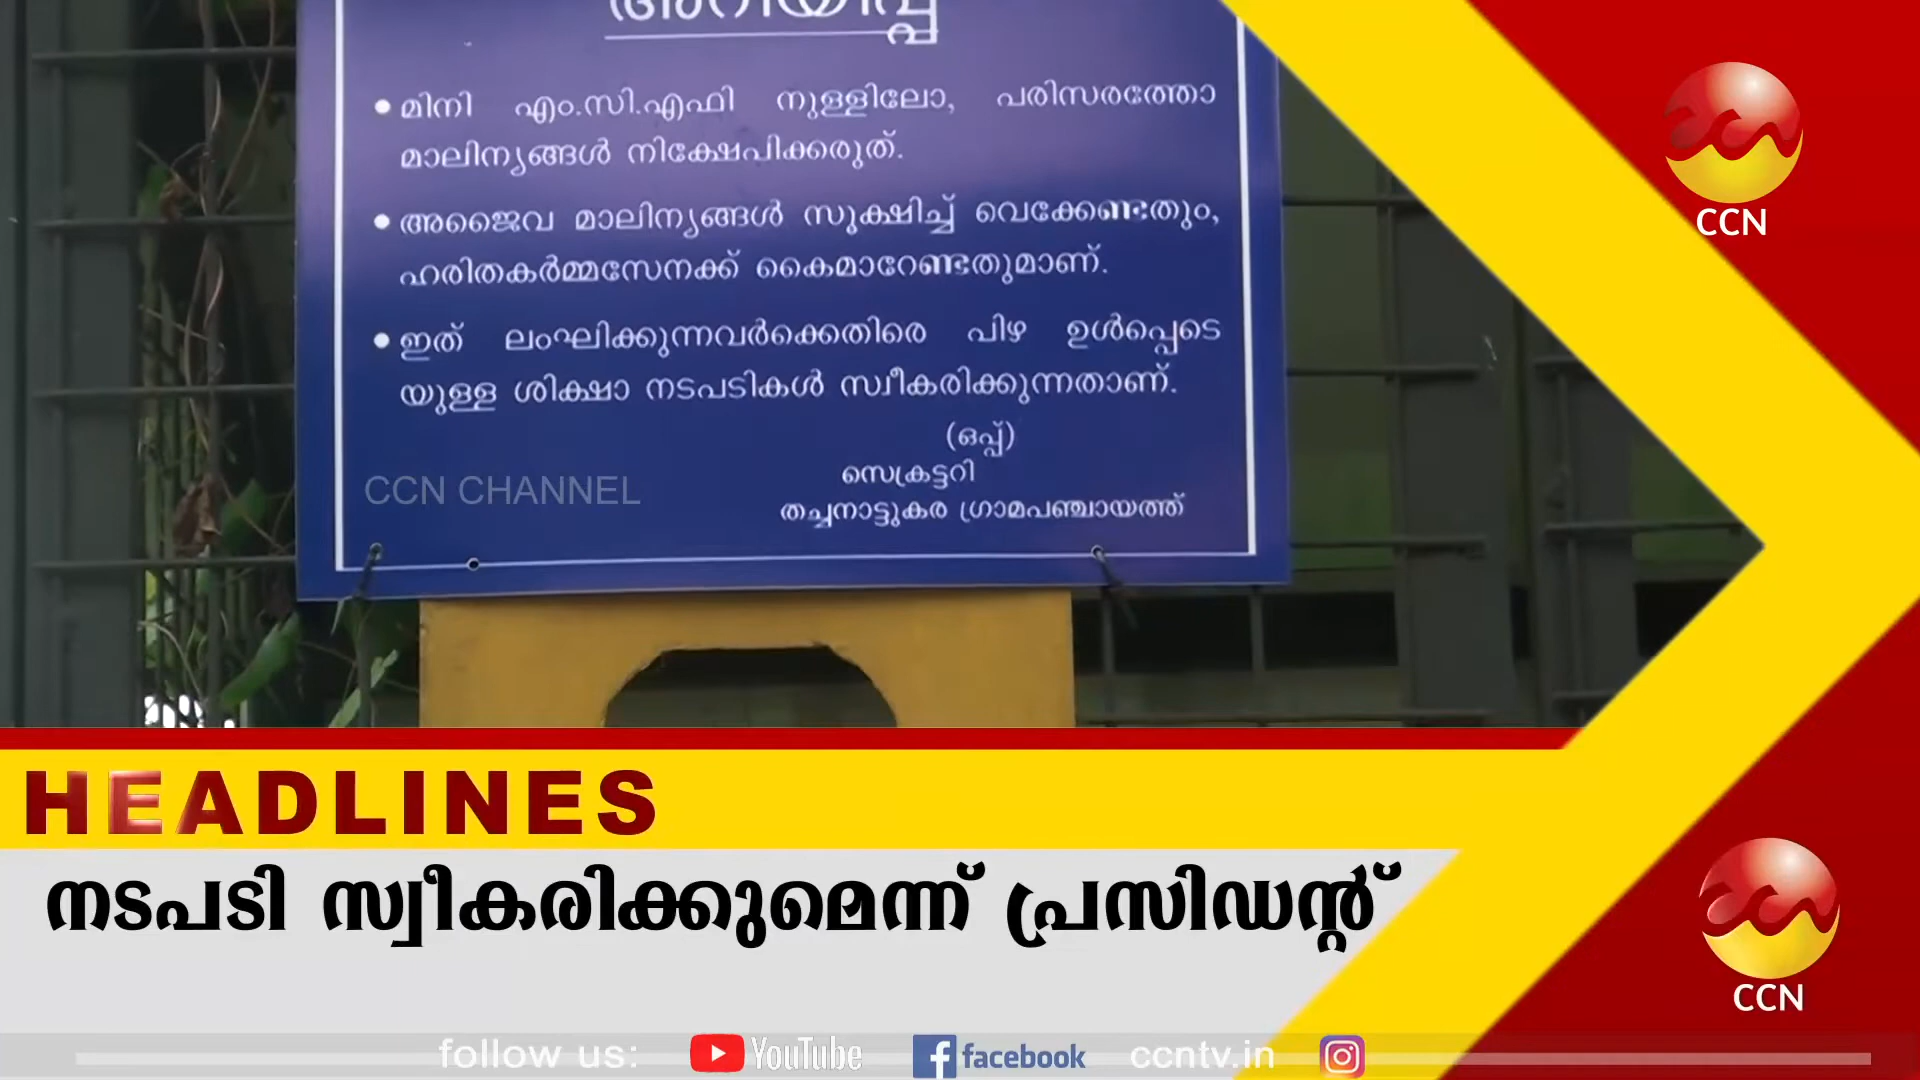 അറിയിപ്പ്
• മിനി എം.സി.എഫി നുള്ളിലോ, പരിസരത്തോ
മാലിന്യങ്ങൾ നിക്ഷേപിക്കരുത്.
• അജൈവ മാലിന്യങ്ങൾ സൂക്ഷിച്ച് വെക്കേണ്ടതും,
ഹരിതകർമ്മസേനക്ക് കൈമാറേണ്ടതുമാണ്.
• ഇത് ലംഘിക്കുന്നവർക്കെതിരെ പിഴ ഉൾപ്പെടെ
യുള്ള ശിക്ഷാ നടപടികൾ സ്വീകരിക്കുന്നതാണ്.
(ഒപ്പ്)
സെക്രട്ടറി
തച്ചനാട്ടുകര ഗ്രാമപഞ്ചായത്ത്
CCN CHANNEL
CCN
HEADLINES
നടപടി സ്വീകരിക്കുമെന്ന് പ്രസിഡന്റ്
CCN
follow us: YouTube facebook ccntv.in